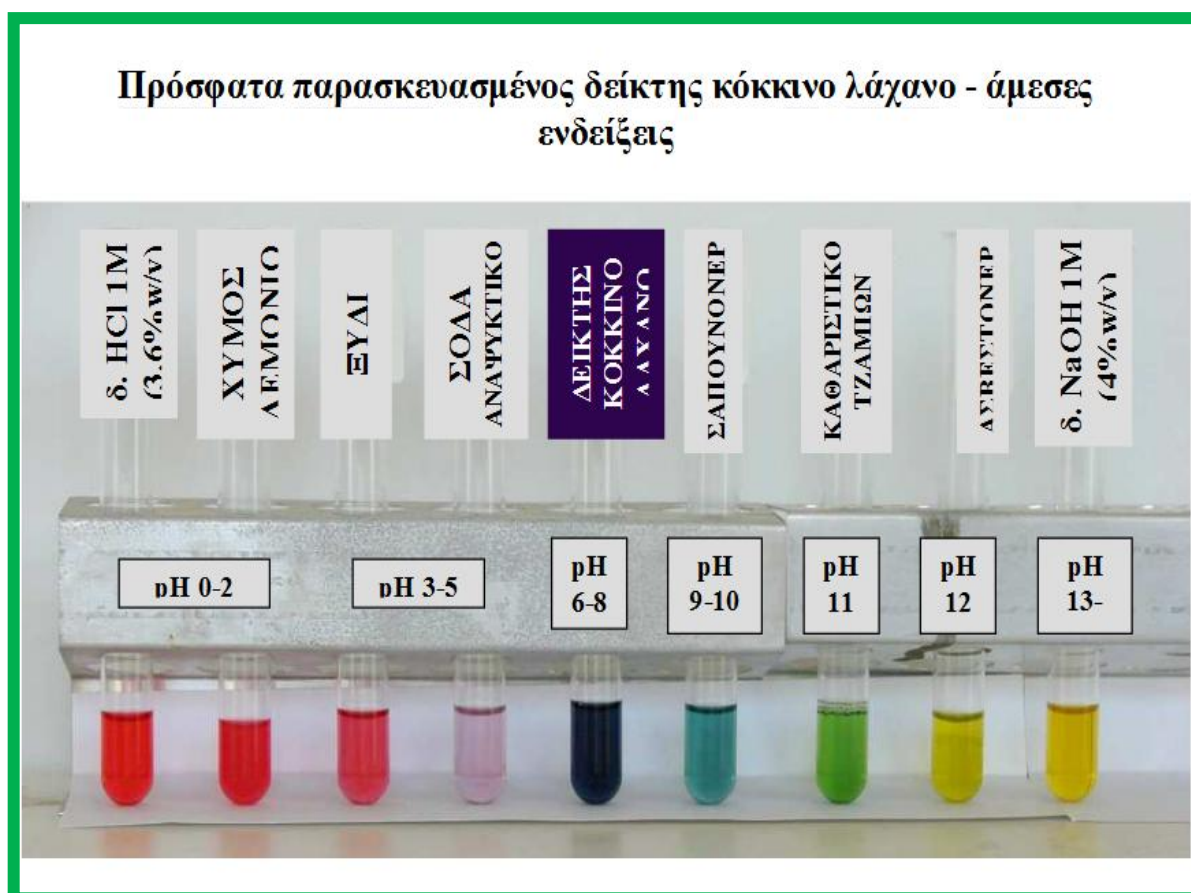 Πρόσφατα παρασκευασμένος δείκτης κόκκινο λάχανο - άμεσες
ενδείξεις
δ. HCl 1M
(3.6%w/v)
ΧΥΜΟΣ
ΛΕΜΟΝΙΟ
ΞΥΔΙ
ΣΟΔΑ
ΑΝΑΨΥΚΤΙΚΟ
ΔΕΙΚΤΗΣ
ΚΟΚΚΙΝΟ
ΛΑΧΑΝΟ
ΣΑΠΟΥΝΟΝΕΡ
ΚΑΘΑΡΙΣΤΙΚΟ
ΤΖΑΜΙΩΝ
ΑΣΒΕΣΤΟΝΕΡ
δ. NaOH 1M
(4%w/v)
pH 0-2
pH 3-5
pH
6-8
pH
9-10
pH
11
pH
12
pH
13-